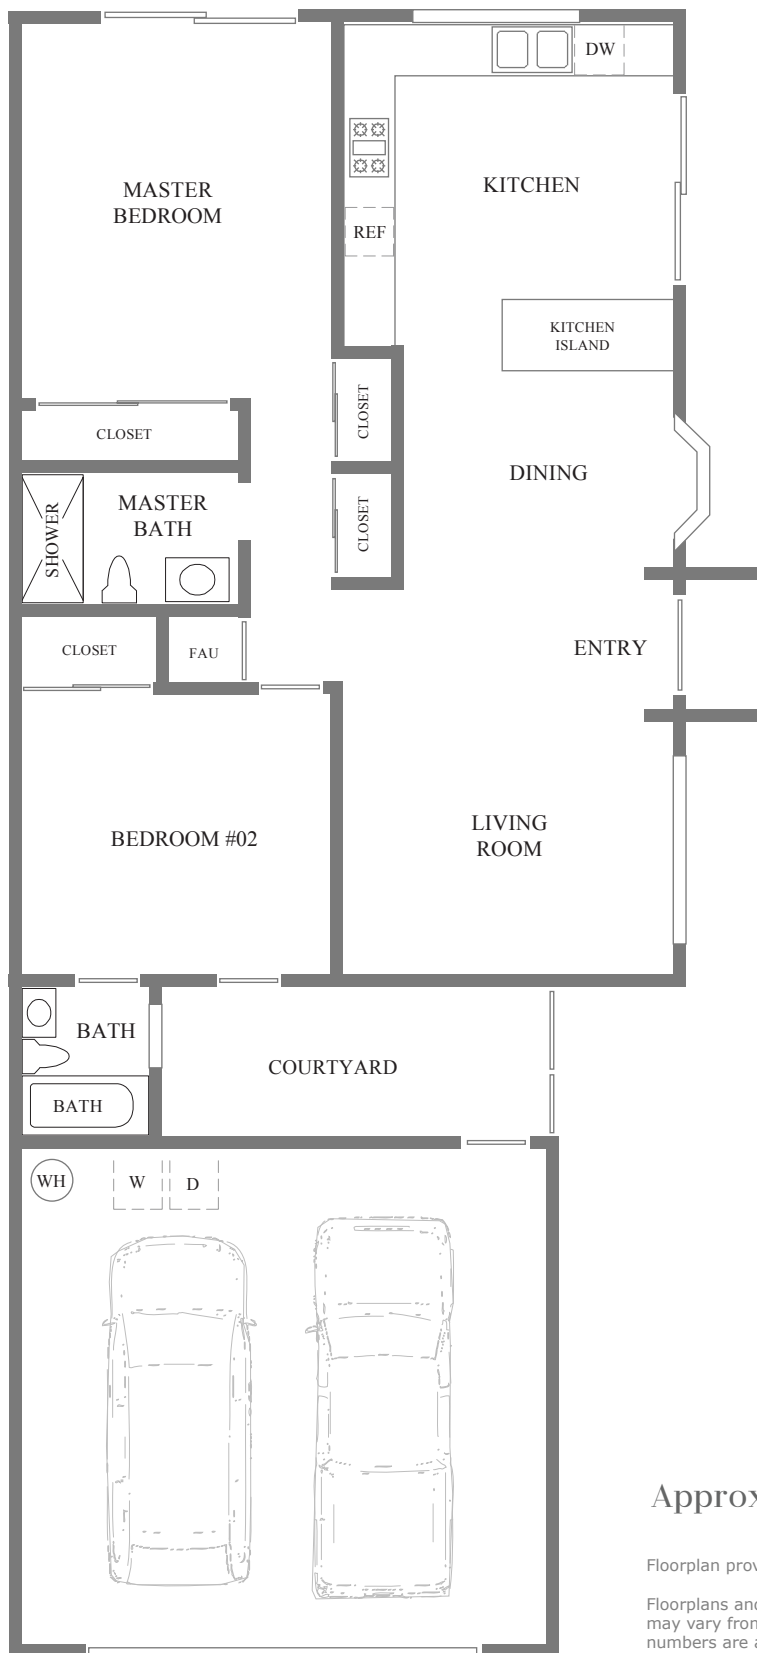 DW
MASTER
BEDROOM
KITCHEN
REF
KITCHEN
ISLAND
CLOSET
CLOSET
DINING
MASTER
BATH
SHOWER
CLOSET
CLOSET
FAU
ENTRY
LIVING
ROOM
BEDROOM #02
BATH
COURTYARD
BATH
WH
W
D
Approx
Floorplan prov
Floorplans and
may vary from
numbers are a